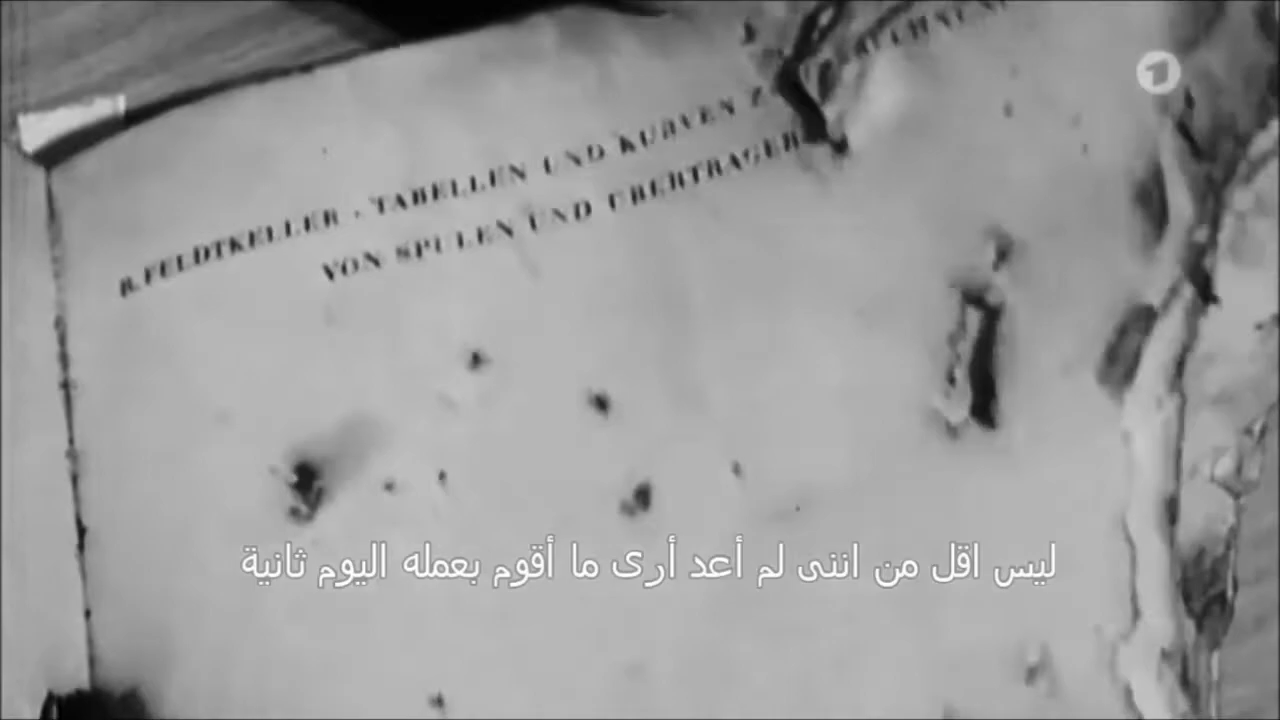 R. FELDTKELLER · TABELLEN UND KURVEN Z
VON SPULEN UND ÜBERTRAGER
ليس اقل من اننى لم أعد أرى ما أقوم بعمله اليوم ثانية
1